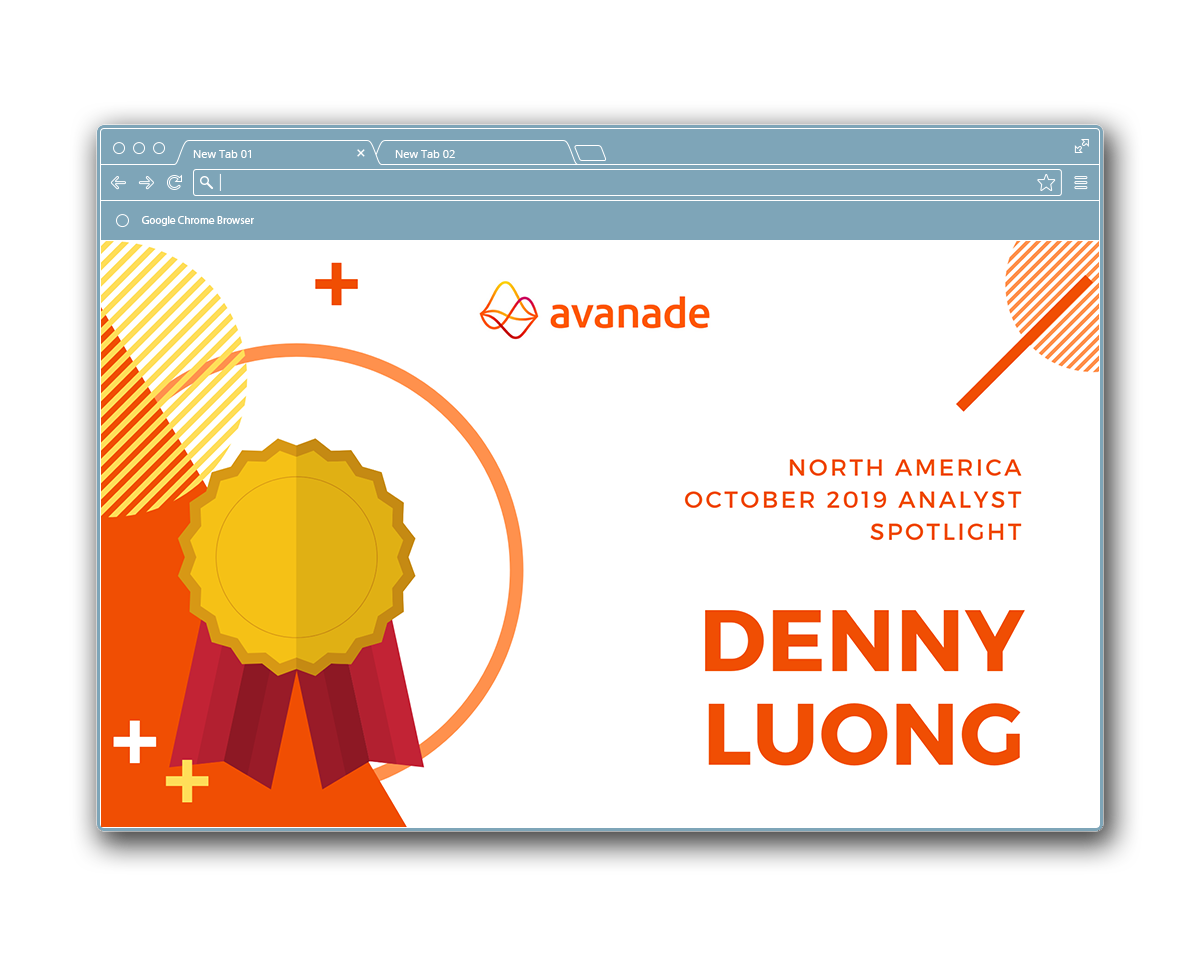 New Tab 01
New Tab 02
Google Chrome Browser
avanade
NORTH AMERICA
OCTOBER 2019 ANALYST
SPOTLIGHT
DENNY
LUONG